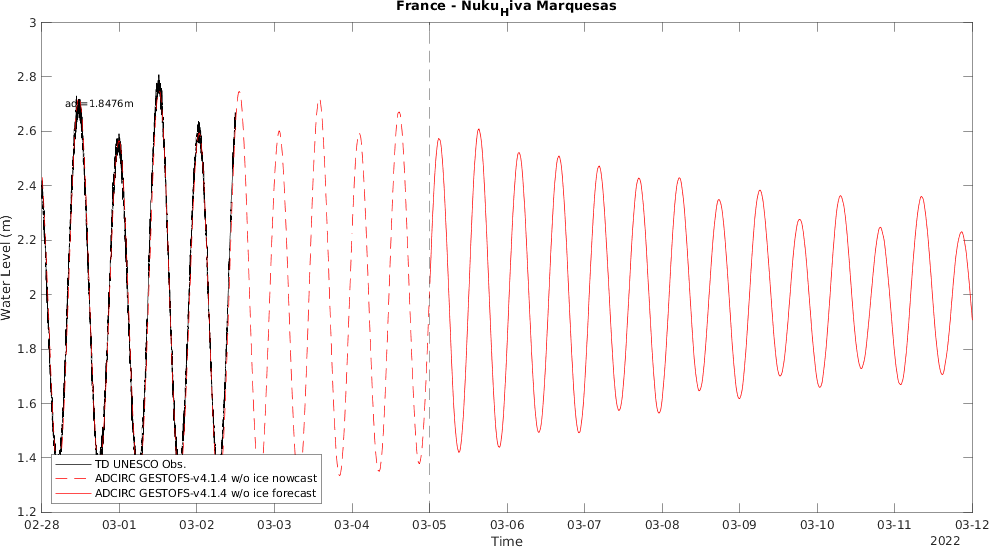 France - Nuku_Hiva Marquesas
3
2.8
2.6
2.4
2.2
2
1.8
1.6
1.4
1.2
Water Level (m)
adj=1.8476m
TD UNESCO Obs.
ADCIRC GESTOFS-v4.1.4 w/o ice nowcast
ADCIRC GESTOFS-v4.1.4 w/o ice forecast
02-28 03-01 03-02 03-03 03-04 03-05 03-06 03-07 03-08 03-09 03-10 03-11 03-12
Time
2022